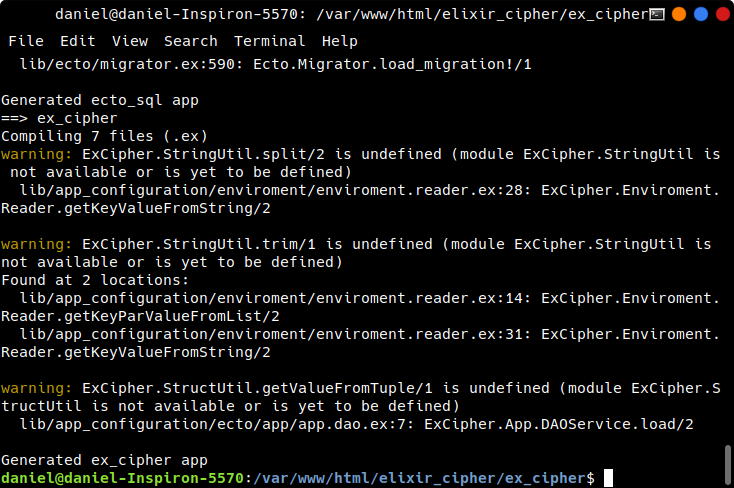 daniel@daniel-Inspiron-5570: /var/www/html/elixir_cipher/ex_cipher
File Edit View Search Terminal Help
lib/ecto/migrator.ex:590: Ecto.Migrator.load_migration!/1
Generated ecto_sql app
==> ex_cipher
Compiling 7 files (.ex)
warning: ExCipher.StringUtil.split/2 is undefined (module ExCipher.StringUtil is
not available or is yet to be defined)
lib/app_configuration/enviroment/enviroment.reader.ex:28: ExCipher.Enviroment.
Reader.getKeyValueFromString/2
warning: ExCipher.StringUtil.trim/1 is undefined (module ExCipher.StringUtil is
not available or is yet to be defined)
Found at 2 locations:
lib/app_configuration/enviroment/enviroment.reader.ex:14: ExCipher.Enviroment.
Reader.getKeyParValueFromList/2
lib/app_configuration/enviroment/enviroment.reader.ex:31: ExCipher.Enviroment.
Reader.getKeyValueFromString/2
warning: ExCipher.StructUtil.getValueFromTuple/1 is undefined (module ExCipher.S
tructUtil is not available or is yet to be defined)
lib/app_configuration/ecto/app/app.dao.ex:7: ExCipher.App.DAOService.load/2
Generated ex_cipher app
daniel@daniel-Inspiron-5570:/var/www/html/elixir_cipher/ex_cipher$